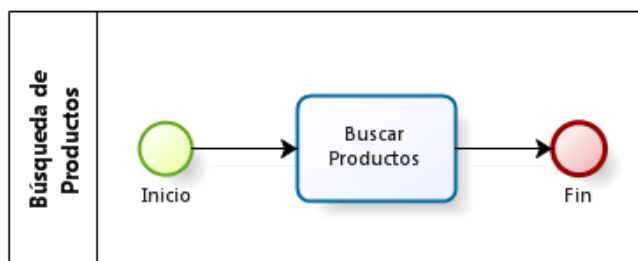 Búsqueda de
Productos
Inicio
Buscar
Productos
Fin